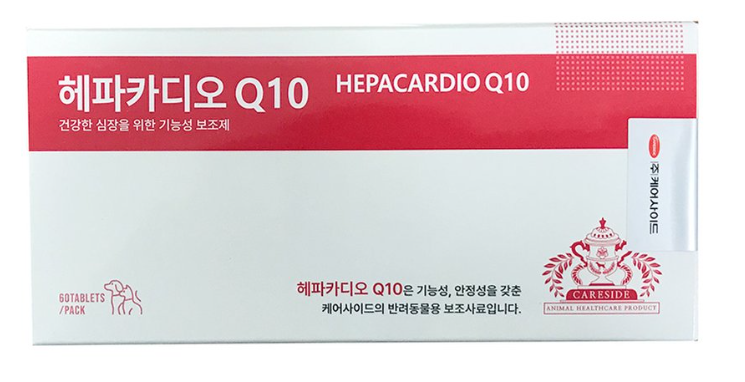 헤파카디오 Q10 HEPACARDIO Q10
건강한 심장을 위한 기능성 보조제
㈜케어사이드
60TABLETS
/PACK
헤파카디오 Q10은 기능성, 안정성을 갖춘
케어사이드의 반려동물용 보조사료입니다.
CARESIDE
ANIMAL HEALTHCARE PRODUCT